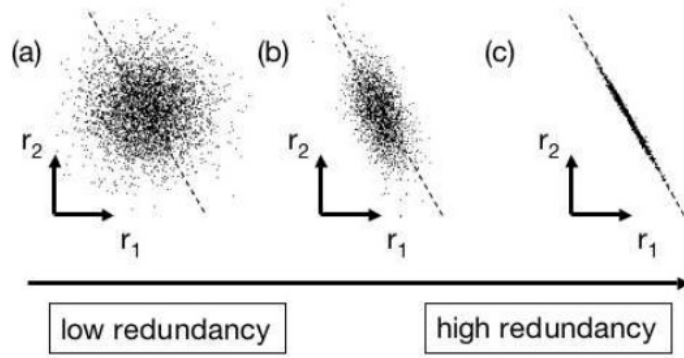 (a)
r2
r1
(b)
r2
r1
(c)
r2
r1
low redundancy
high redundancy